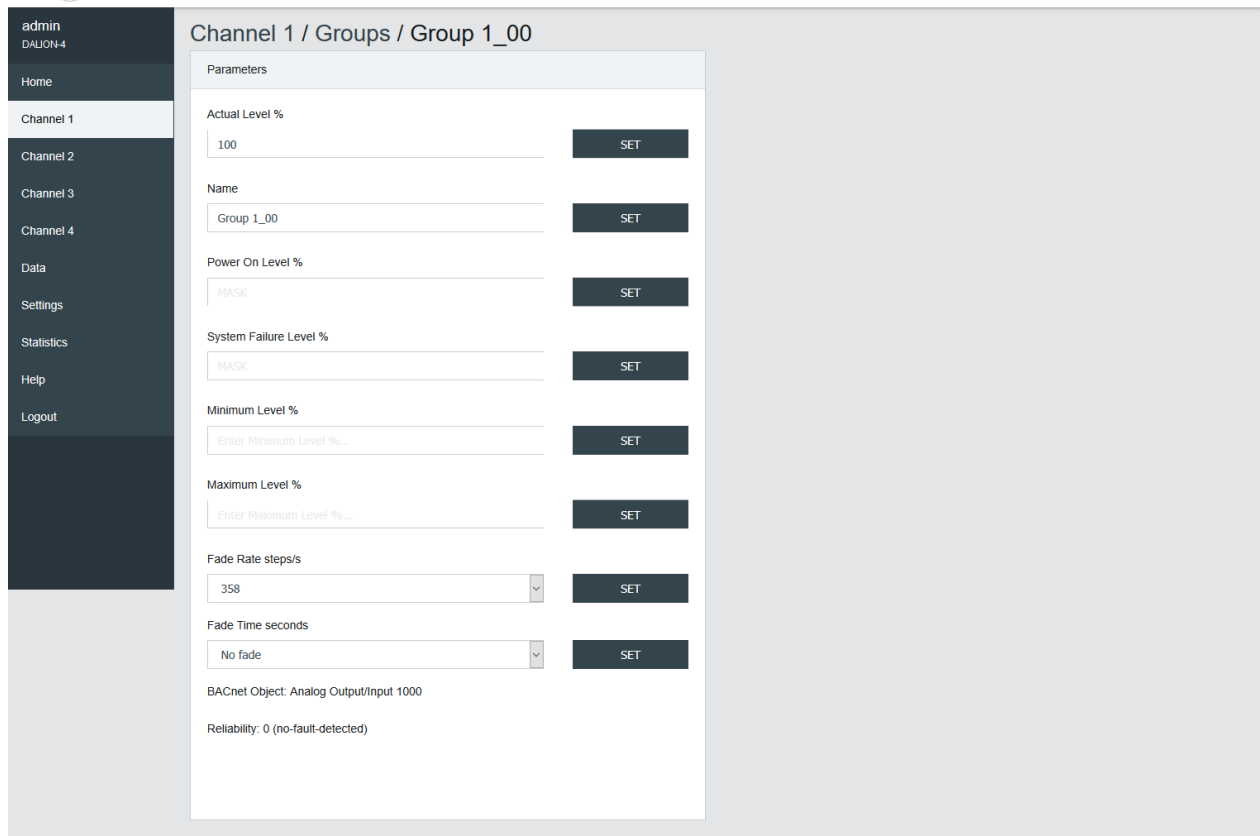 admin
DALION-4
Home
Channel 1
Channel 2
Channel 3
Channel 4
Data
Settings
Statistics
Help
Logout
Channel 1 / Groups / Group 1_00
Parameters
Actual Level %
100 SET
Name
Group 1_00 SET
Power On Level %
MASK SET
System Failure Level %
MASK SET
Minimum Level %
Enter Minimum Level %... SET
Maximum Level %
Enter Maximum Level %... SET
Fade Rate steps/s
358 SET
Fade Time seconds
No fade SET
BACnet Object: Analog Output/Input 1000
Reliability: 0 (no-fault-detected)